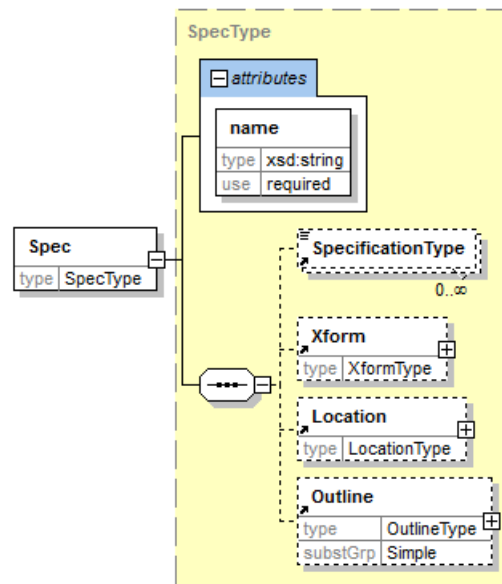 SpecType
attributes
name
type xsd:string
use required
Spec
type SpecType
SpecificationType
0..∞
Xform
type XformType
Location
type LocationType
Outline
type OutlineType
substGrp Simple